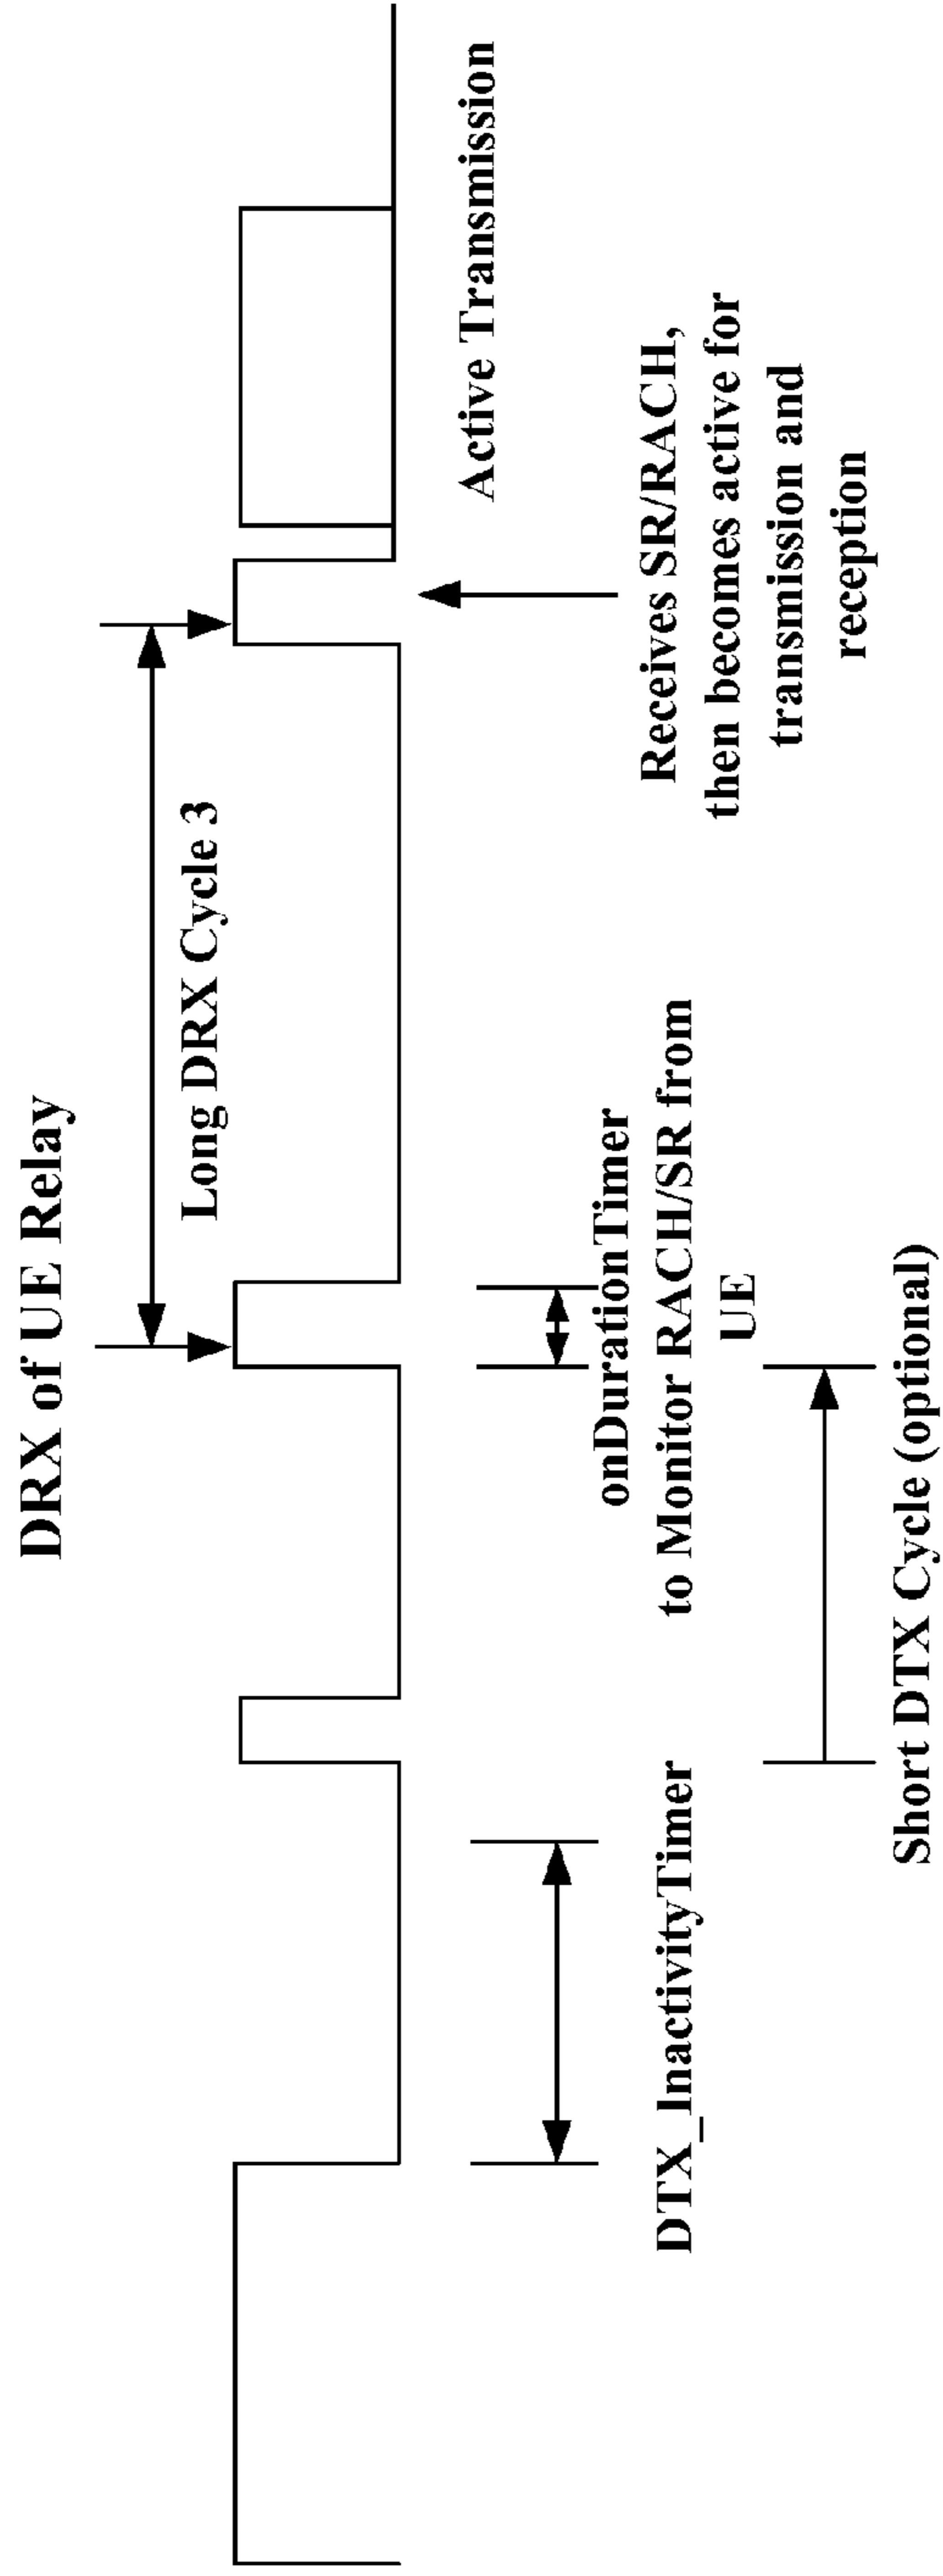 DRX of UE Relay
Long DRX Cycle 3
Active Transmission
DTX_InactivityTimer
onDurationTimer
to Monitor RACH/SR from
UE
Receives SR/RACH,
then becomes active for
transmission and
reception
Short DTX Cycle (optional)